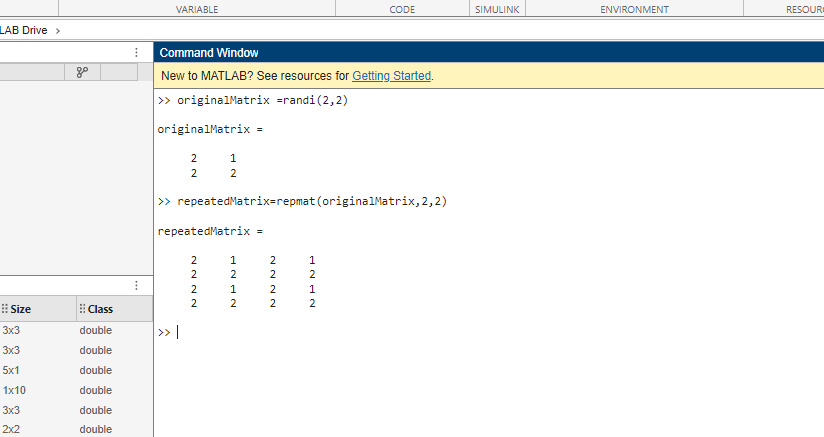 VARIABLE CODE SIMULINK ENVIRONMENT
LAB Drive >
Command Window
New to MATLAB? See resources for Getting Started.
>> originalMatrix =randi(2,2)
originalMatrix =
2 1
2 2
>> repeatedMatrix=repmat(originalMatrix,2,2)
repeatedMatrix =
2 1 2 1
2 2 2 2
2 1 2 1
2 2 2 2
>>
Size Class
3x3 double
3x3 double
5x1 double
1x10 double
3x3 double
2x2 double